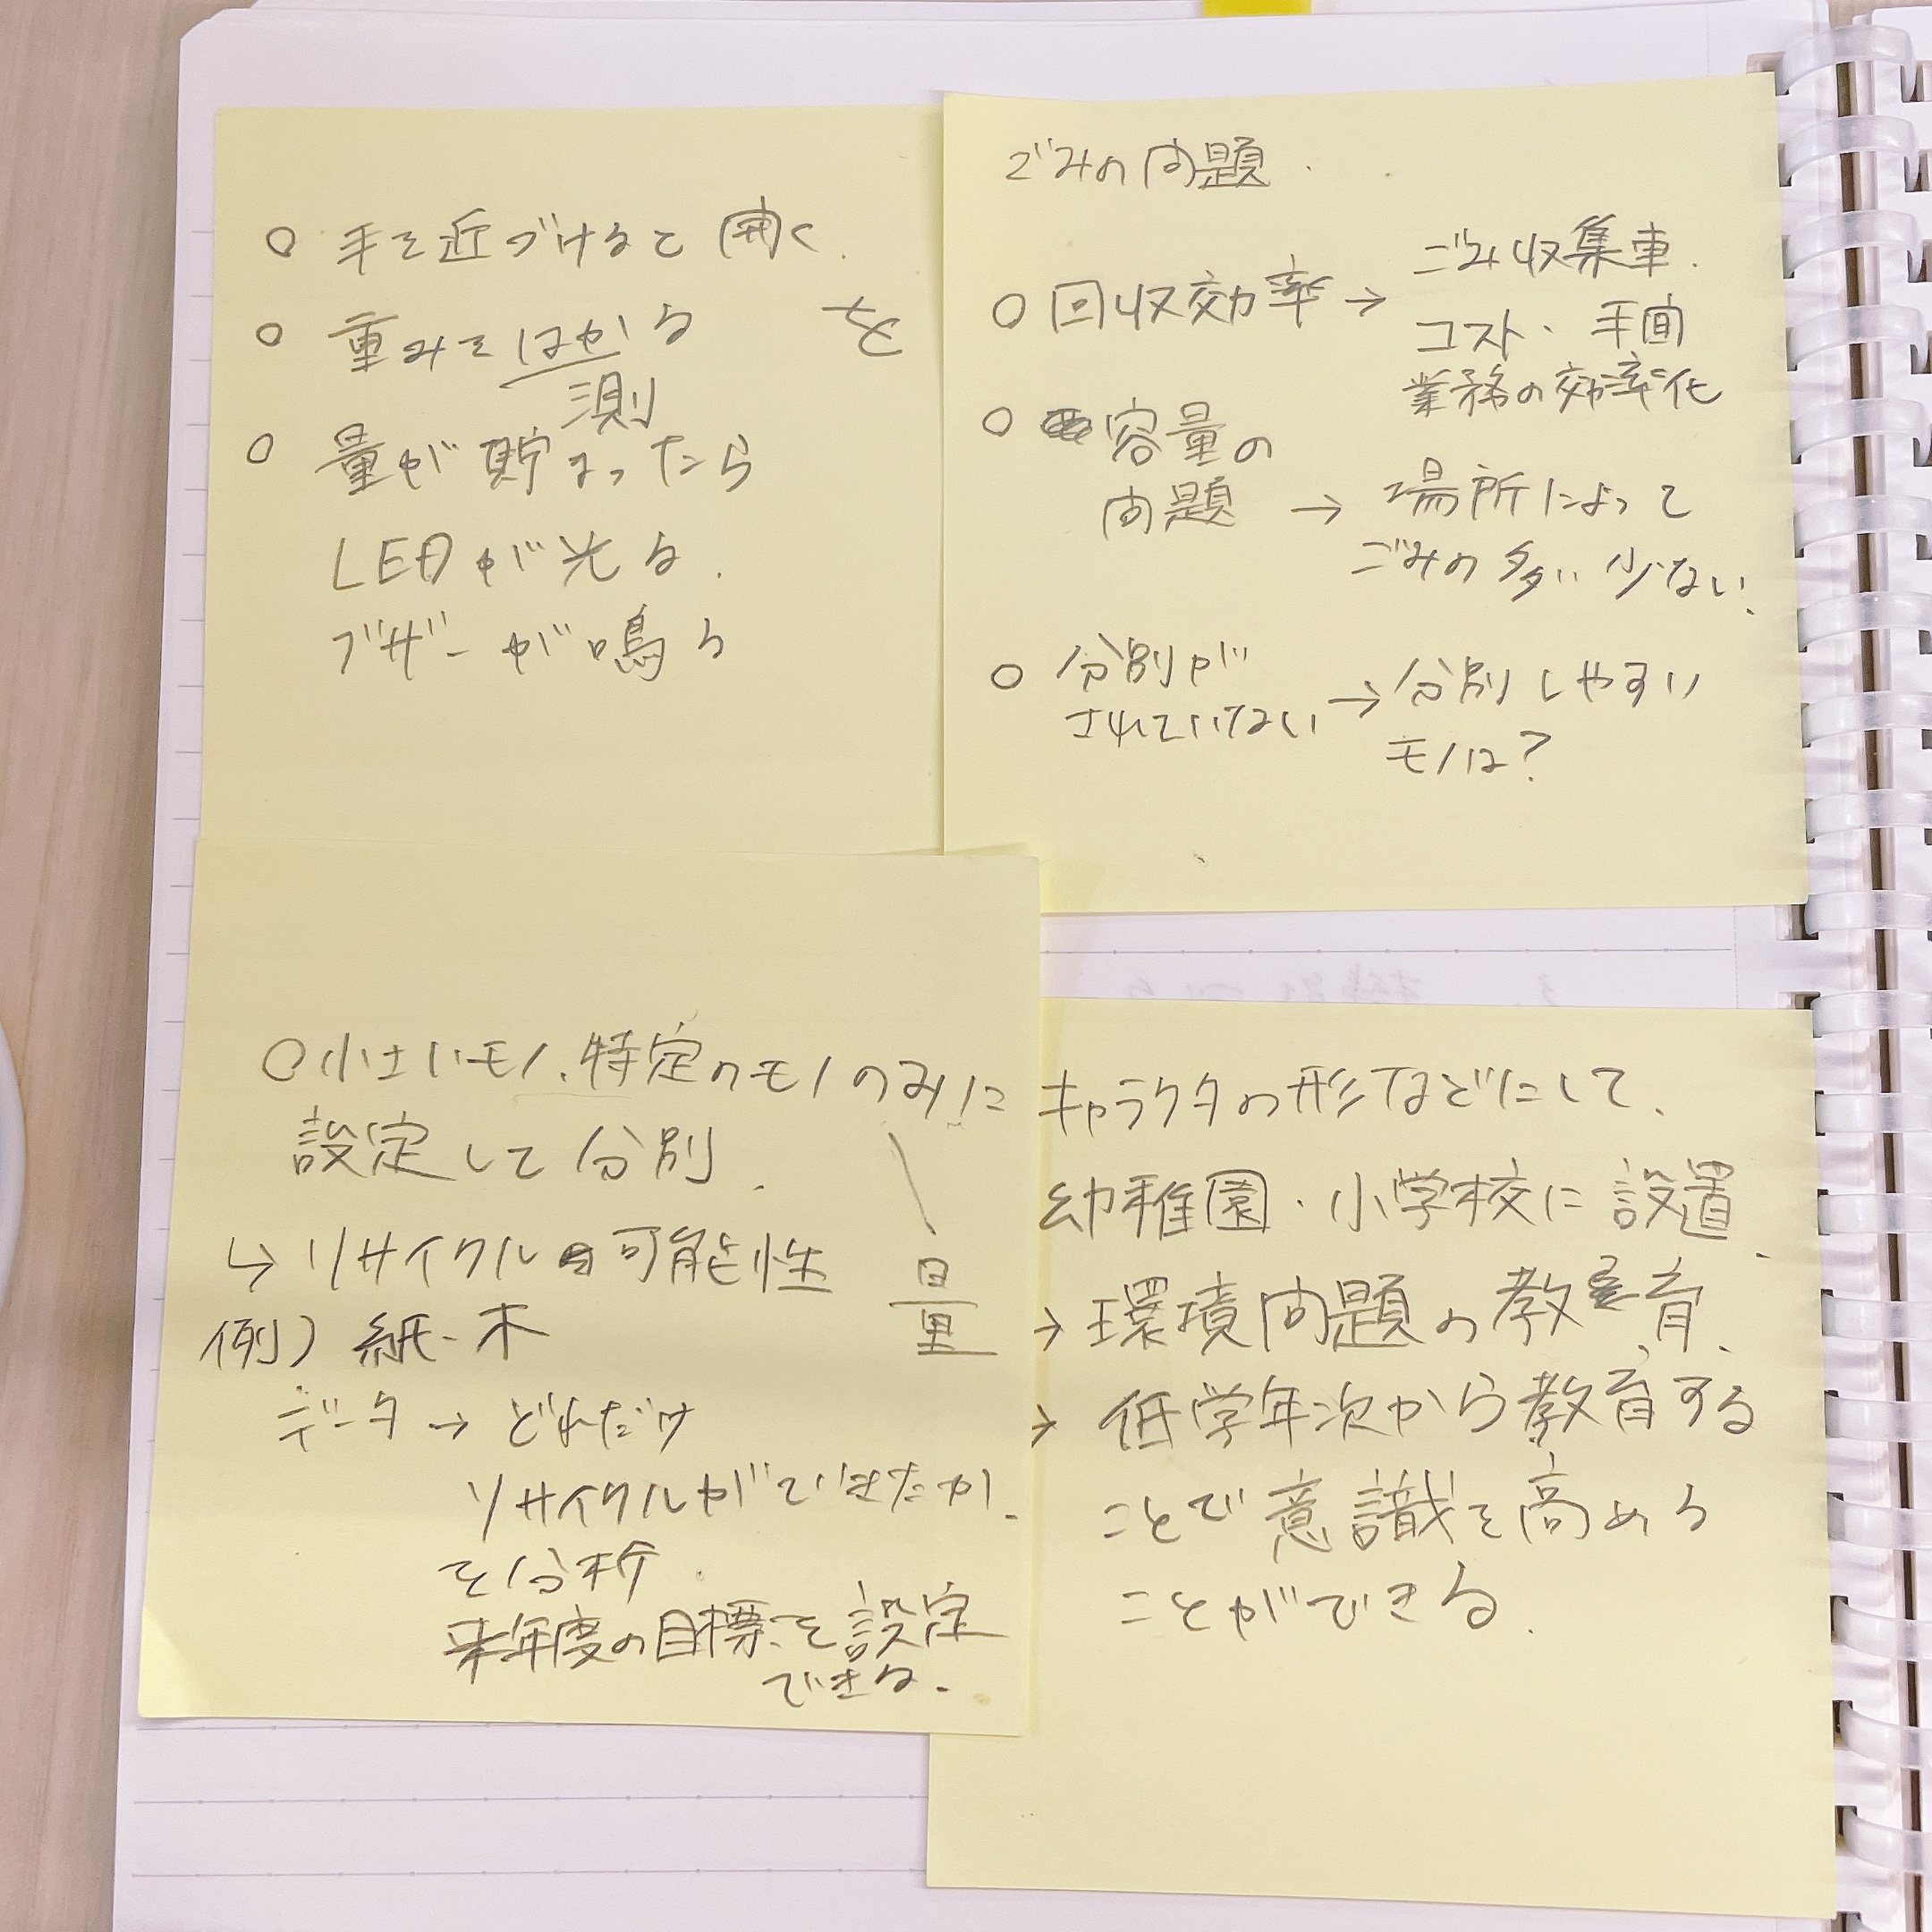 ○ 手を近づけると開く.
○ 重みをはかる
測
を
○ 量が貯まったら
LEDが光る.
ブザーが鳴る
ごみの問題.
○ 回収効率→
ごみ収集車.
コスト・手間
業務の効率化
○ 容量の
問題→
場所によって
ごみの多い少ない.
○ 分別が
されていない→
分別しやすい
モノは?
○小さいモノ、特定のモノのみに
設定して分別.
↳リサイクル 可能性
量
例)紙・木
データ→どれだけ
リサイクルができたか.
を分析.
来年度の目標を設定
できる.
キャラクタの形などにして、
幼稚園・小学校に設置、
→環境問題の教育、
→低学年次から教育する
ことで意識を高める
ことができる.